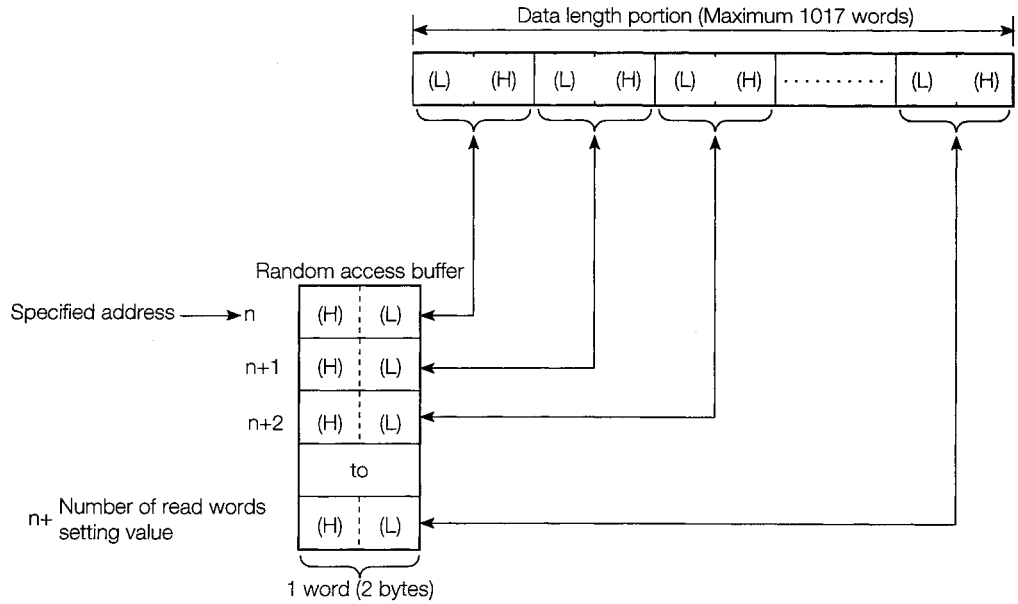 Data length portion (Maximum 1017 words)
(L) (H) (L) (H) (L) (H) .......... (L) (H)
Random access buffer
Specified address n (H) (L)
n+1 (H) (L)
n+2 (H) (L)
to
n+ Number of read words setting value (H) (L)
1 word (2 bytes)